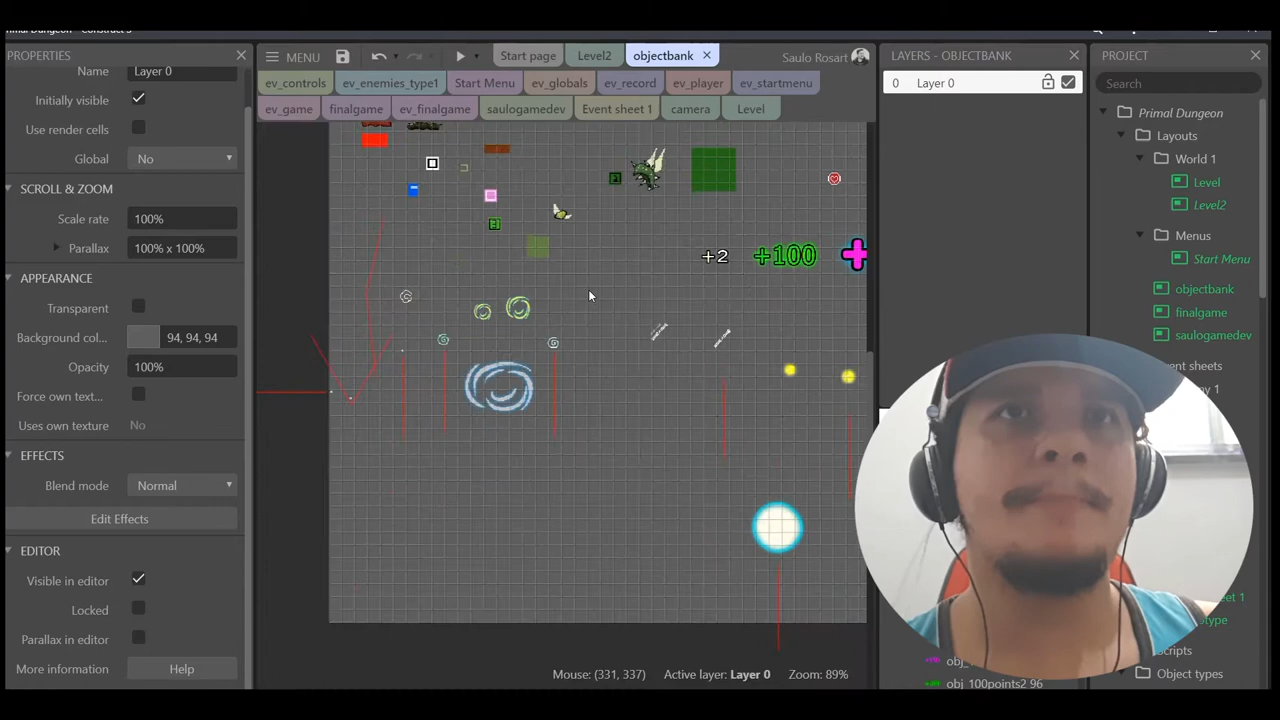 PROPERTIES
Name Layer 0
Initially visible
Use render cells
Global No
SCROLL & ZOOM
Scale rate 100%
Parallax 100% x 100%
APPEARANCE
Transparent
Background col... 94, 94, 94
Opacity 100%
Force own text...
Uses own texture No
EFFECTS
Blend mode Normal
Edit Effects
EDITOR
Visible in editor
Locked
Parallax in editor
More information Help
MENU
Start page Level2 objectbank
Saulo Rosart
ev_controls ev_enemies_type1 Start Menu ev_globals ev_record ev_player ev_startmenu
ev_game finalgame ev_finalgame saulogamedev Event sheet 1 camera Level
+2 +100
Mouse: (331, 337) Active layer: Layer 0 Zoom: 89%
LAYERS - OBJECTBANK
0 Layer 0
PROJECT
Search
Primal Dungeon
Layouts
World 1
Level
Level2
Menus
Start Menu
objectbank
finalgame
saulogamedev
obj_100points2 96
Object types